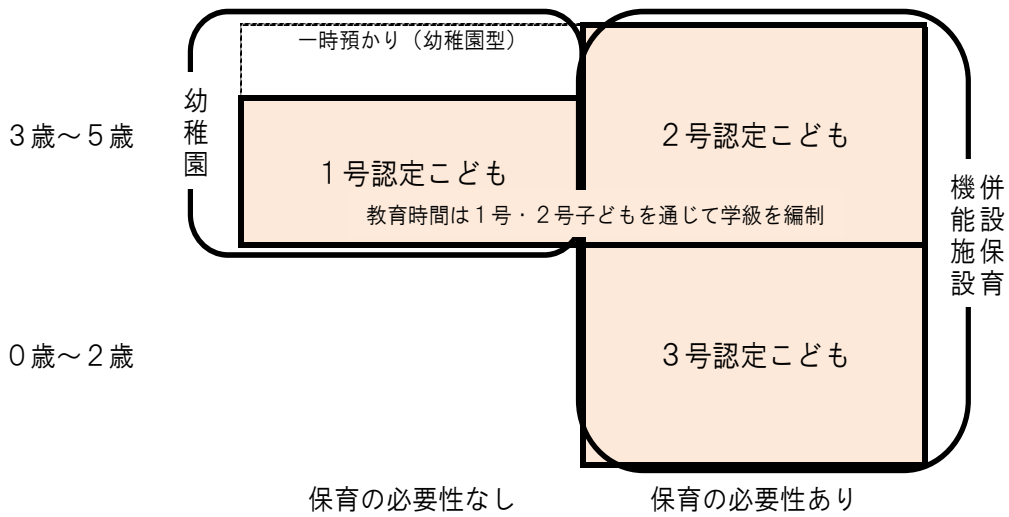 一時預かり（幼稚園型）
幼稚園
３歳～５歳
２号認定こども
１号認定こども
教育時間は１号・２号子どもを通じて学級を編制
併設保育
機能施設
０歳～２歳
３号認定こども
保育の必要性なし
保育の必要性あり